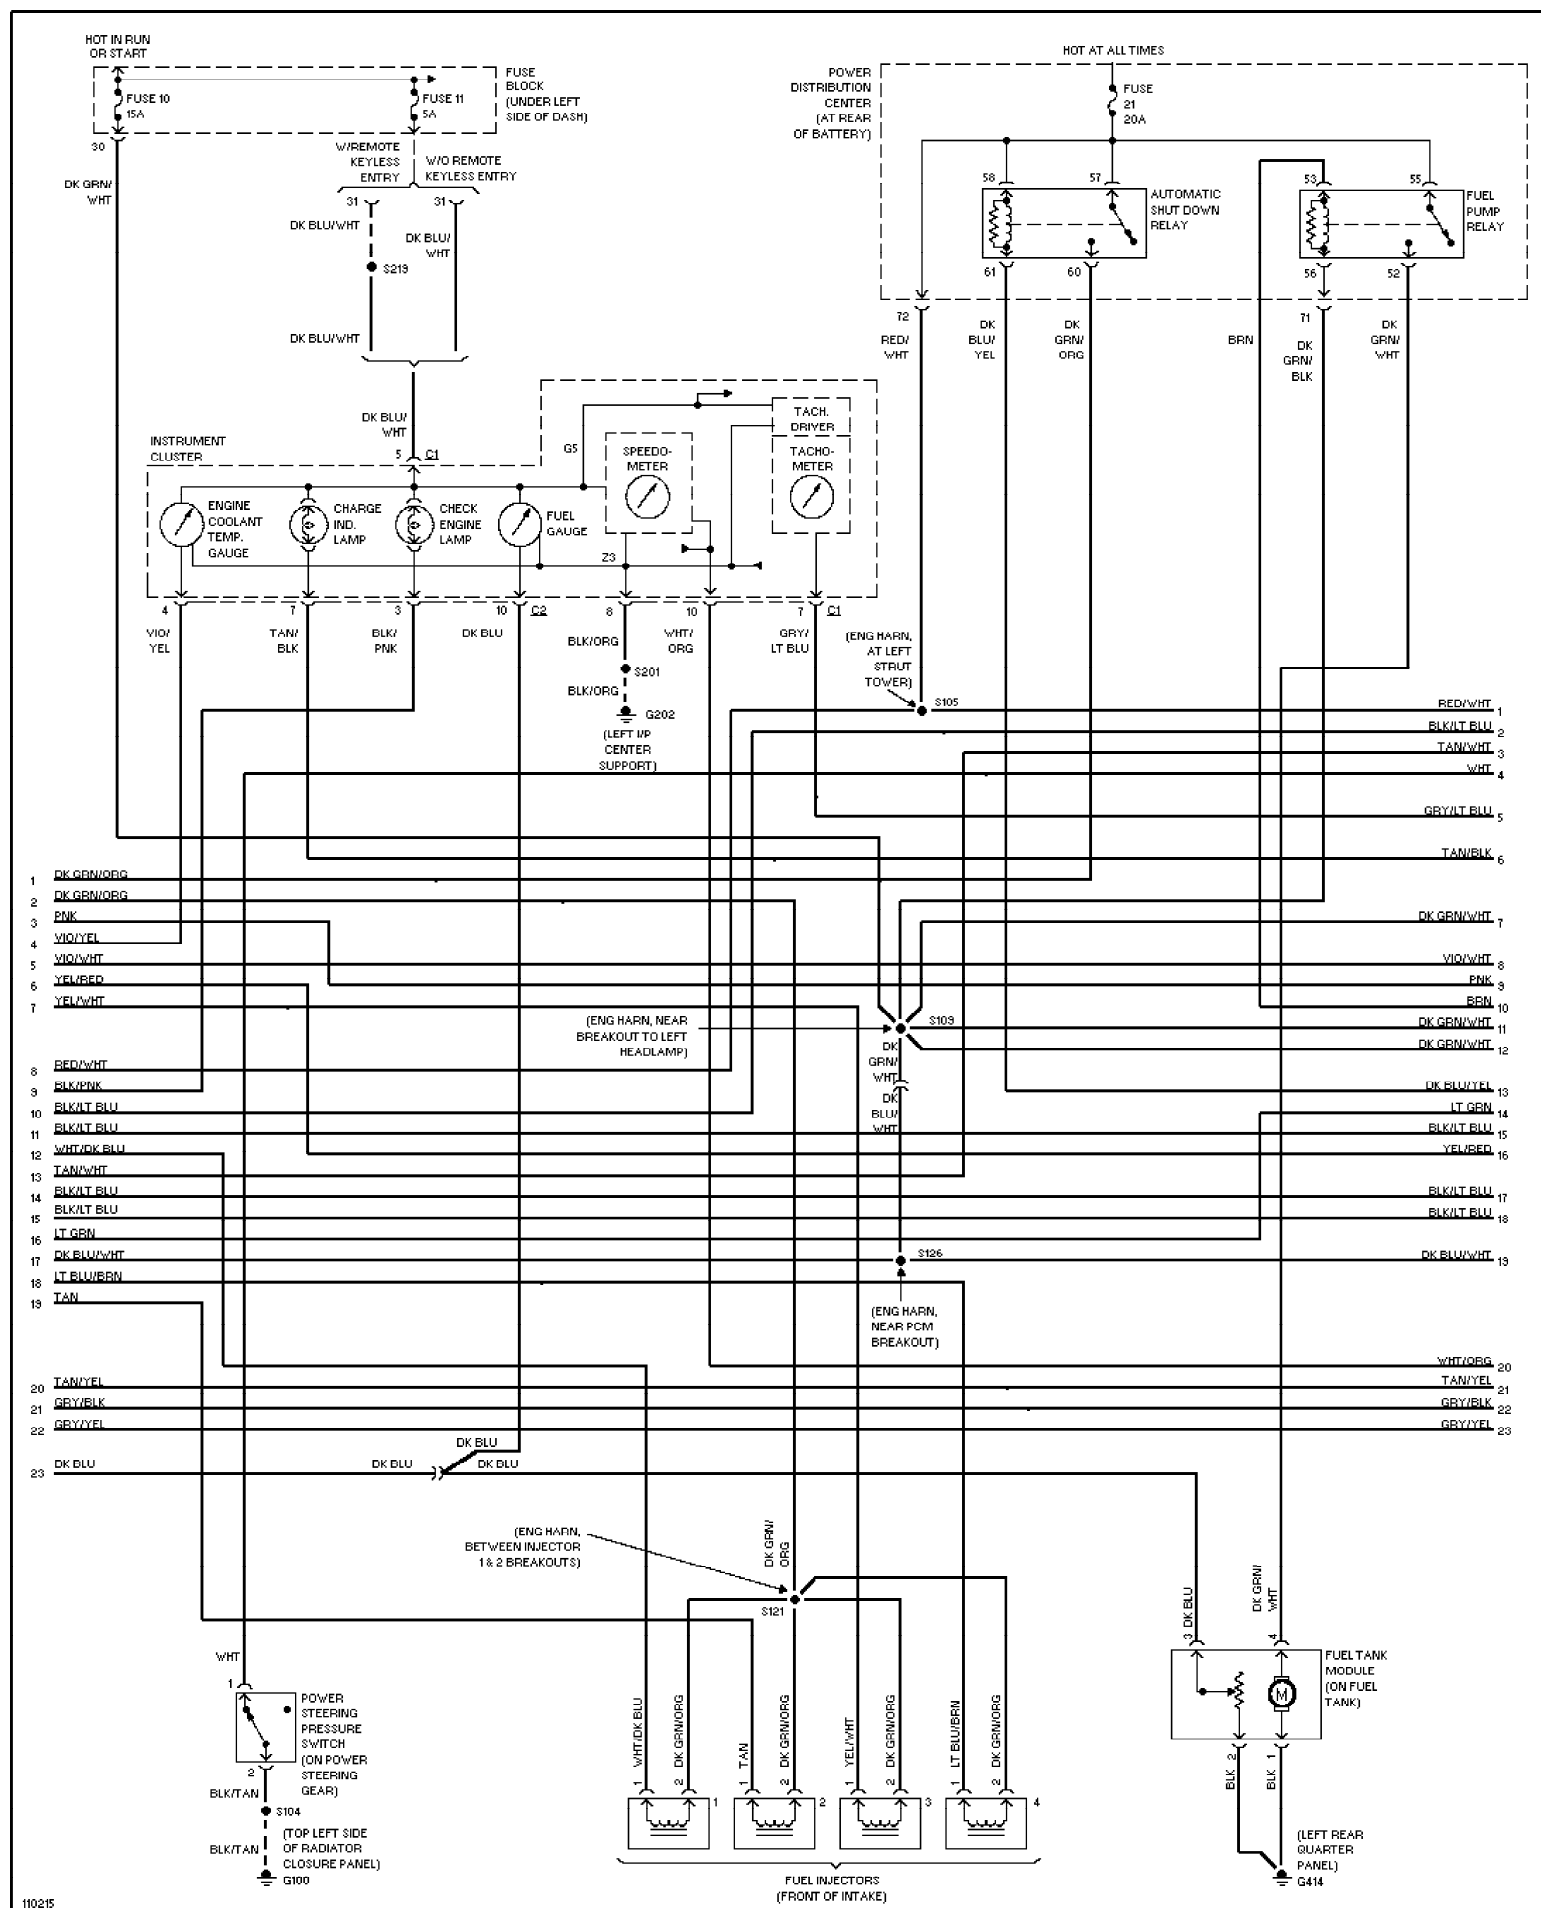 HOT IN RUN
OR START
FUSE 10
15A
FUSE 11
5A
FUSE
BLOCK
(UNDER LEFT
SIDE OF DASH)
30
DK GRN/
WHT
W/REMOTE
KEYLESS
ENTRY
W/O REMOTE
KEYLESS ENTRY
31
31
DK BLU/WHT
DK BLU/
WHT
S219
DK BLU/WHT
DK BLU/
WHT
5
C1
HOT AT ALL TIMES
POWER
DISTRIBUTION
CENTER
(AT REAR
OF BATTERY)
FUSE
21
20A
58
57
53
55
AUTOMATIC
SHUT DOWN
RELAY
FUEL
PUMP
RELAY
61
60
56
52
72
71
RED/
WHT
DK
BLU/
YEL
DK
GRN/
ORG
BRN
DK
GRN/
BLK
DK
GRN/
WHT
INSTRUMENT
CLUSTER
G5
SPEEDO-
METER
TACH.
DRIVER
TACHO-
METER
ENGINE
COOLANT
TEMP.
GAUGE
CHARGE
IND.
LAMP
CHECK
ENGINE
LAMP
FUEL
GAUGE
Z3
4
7
3
10
C2
8
10
7
C1
VIO/
YEL
TAN/
BLK
BLK/
PNK
DK BLU
BLK/ORG
WHT/
ORG
GRY/
LT BLU
S201
BLK/ORG
G202
(LEFT I/P
CENTER
SUPPORT)
(ENG HARN,
AT LEFT
STRUT
TOWER)
S105
RED/WHT 1
BLK/LT BLU 2
TAN/WHT 3
WHT 4
GRY/LT BLU 5
TAN/BLK 6
DK GRN/WHT 7
VIO/WHT 8
PNK 9
BRN 10
DK GRN/WHT 11
DK GRN/WHT 12
DK BLU/YEL 13
LT GRN 14
BLK/LT BLU 15
YEL/RED 16
BLK/LT BLU 17
BLK/LT BLU 18
DK BLU/WHT 19
WHT/ORG 20
TAN/YEL 21
GRY/BLK 22
GRY/YEL 23
1 DK GRN/ORG
2 DK GRN/ORG
3 PNK
4 VIO/YEL
5 VIO/WHT
6 YEL/RED
7 YEL/WHT
8 RED/WHT
9 BLK/PNK
10 BLK/LT BLU
11 BLK/LT BLU
12 WHT/DK BLU
13 TAN/WHT
14 BLK/LT BLU
15 BLK/LT BLU
16 LT GRN
17 DK BLU/WHT
18 LT BLU/BRN
19 TAN
20 TAN/YEL
21 GRY/BLK
22 GRY/YEL
23 DK BLU
(ENG HARN, NEAR
BREAKOUT TO LEFT
HEADLAMP)
S109
DK
GRN/
WHT
DK
BLU/
WHT
S126
(ENG HARN,
NEAR PCM
BREAKOUT)
DK BLU
DK BLU
DK BLU
(ENG HARN,
BETWEEN INJECTOR
1 & 2 BREAKOUTS)
DK GRN/
ORG
S121
WHT
1
POWER
STEERING
PRESSURE
SWITCH
(ON POWER
STEERING
GEAR)
2
BLK/TAN
S104
BLK/TAN
(TOP LEFT SIDE
OF RADIATOR
CLOSURE PANEL)
G100
1 WHT/DK BLU
2 DK GRN/ORG
1 TAN
2 DK GRN/ORG
1 YEL/WHT
2 DK GRN/ORG
1 LT BLU/BRN
2 DK GRN/ORG
1
2
3
4
FUEL INJECTORS
(FRONT OF INTAKE)
3 DK BLU
DK GRN/
WHT
4
M
FUEL TANK
MODULE
(ON FUEL
TANK)
BLK 2
BLK 1
(LEFT REAR
QUARTER
PANEL)
G414
110215